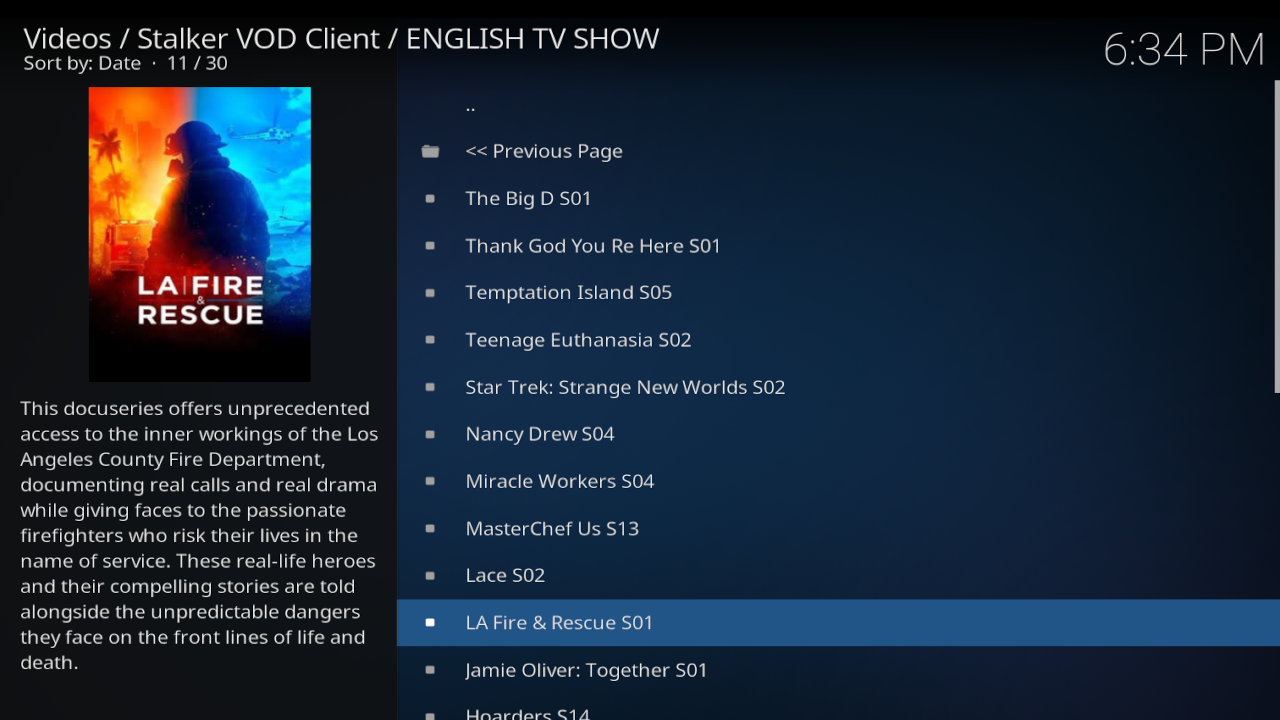 Videos / Stalker VOD Client / ENGLISH TV SHOW
Sort by: Date · 11 / 30
6:34 PM
LA|FIRE
&
RESCUE
This docuseries offers unprecedented
access to the inner workings of the Los
Angeles County Fire Department,
documenting real calls and real drama
while giving faces to the passionate
firefighters who risk their lives in the
name of service. These real-life heroes
and their compelling stories are told
alongside the unpredictable dangers
they face on the front lines of life and
death.
..
<< Previous Page
The Big D S01
Thank God You Re Here S01
Temptation Island S05
Teenage Euthanasia S02
Star Trek: Strange New Worlds S02
Nancy Drew S04
Miracle Workers S04
MasterChef Us S13
Lace S02
LA Fire & Rescue S01
Jamie Oliver: Together S01
Hoarders S14